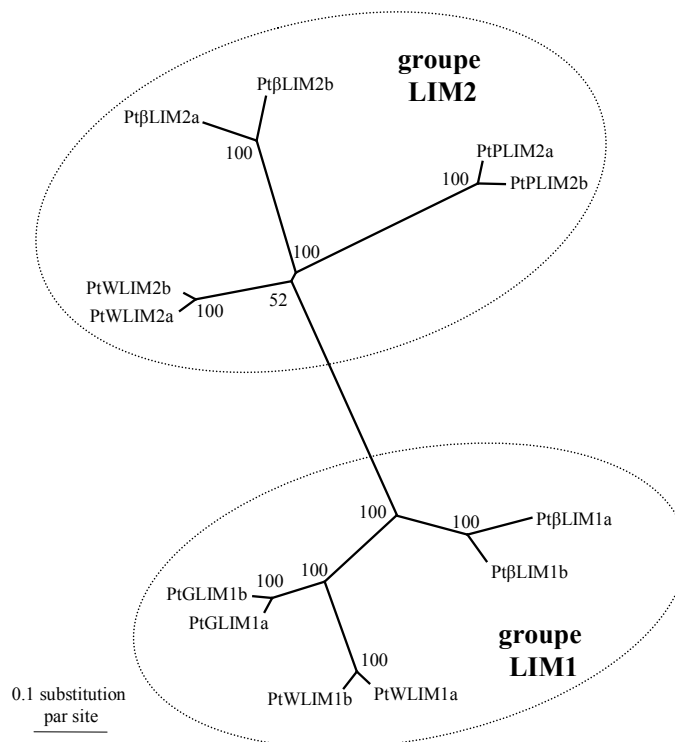 groupe
LIM2
PtβLIM2b
PtβLIM2a
100
PtPLIM2a
100
PtPLIM2b
100
PtWLIM2b
PtWLIM2a
100
52
100
100
PtβLIM1a
PtβLIM1b
100
100
PtGLIM1b
PtGLIM1a
groupe
LIM1
100
PtWLIM1b
PtWLIM1a
0.1 substitution
par site